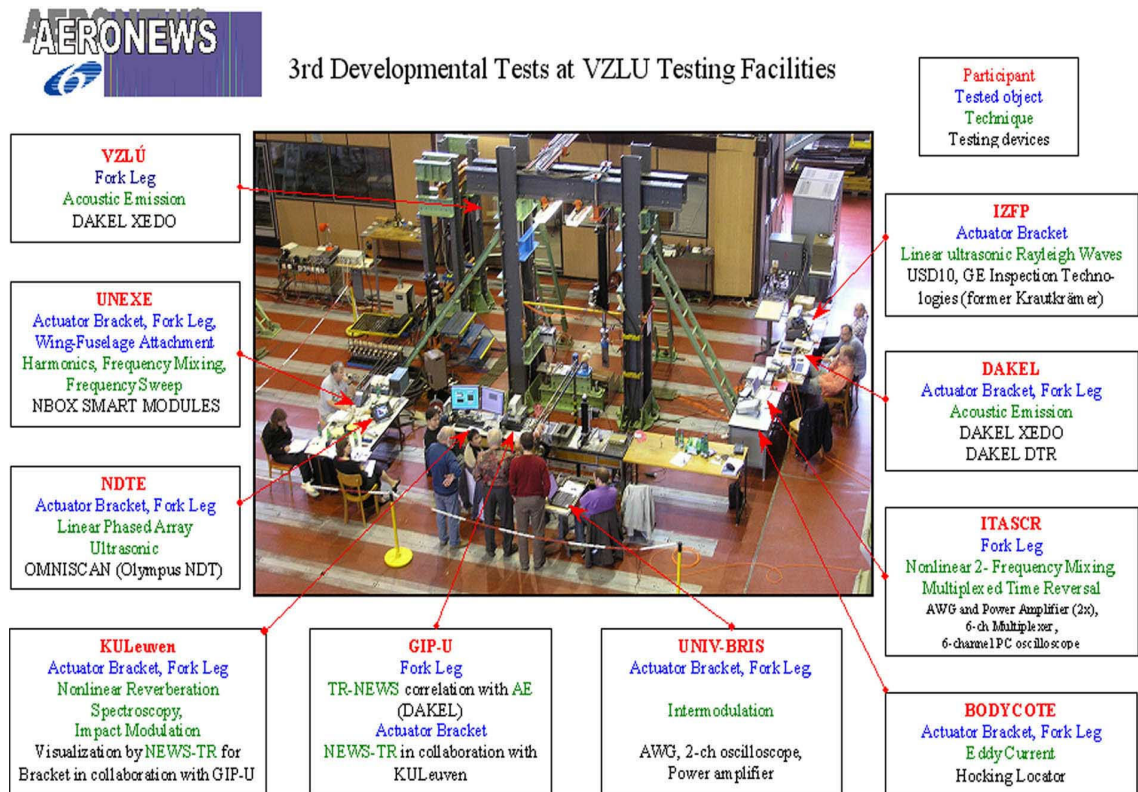 AERONEWS
6
3rd Developmental Tests at VZLU Testing Facilities
Participant
Tested object
Technique
Testing devices
VZLÚ
Fork Leg
Acoustic Emission
DAKEL XEDO
UNEXE
Actuator Bracket, Fork Leg,
Wing-Fuselage Attachment
Harmonics, Frequency Mixing,
Frequency Sweep
NBOX SMART MODULES
NDTE
Actuator Bracket, Fork Leg
Linear Phased Array
Ultrasonic
OMNISCAN (Olympus NDT)
KULeuven
Actuator Bracket, Fork Leg
Nonlinear Reverberation
Spectroscopy,
Impact Modulation
Visualization by NEWS-TR for
Bracket in collaboration with GIP-U
GIP-U
Fork Leg
TR-NEWS correlation with AE
(DAKEL)
Actuator Bracket
NEWS-TR in collaboration with
KULeuven
UNIV-BRIS
Actuator Bracket, Fork Leg,
Intermodulation
AWG, 2-ch oscilloscope,
Power amplifier
IZFP
Actuator Bracket
Linear ultrasonic Rayleigh Waves
USD10, GE Inspection Techno-
logies (former Krautkrämer)
DAKEL
Actuator Bracket, Fork Leg
Acoustic Emission
DAKEL XEDO
DAKEL DTR
ITASCR
Fork Leg
Nonlinear 2- Frequency Mixing,
Multiplexed Time Reversal
AWG and Power Amplifier (2x),
6-ch Multiplexer,
6-channel PC oscilloscope
BODYCOTE
Actuator Bracket, Fork Leg
Eddy Current
Hocking Locator